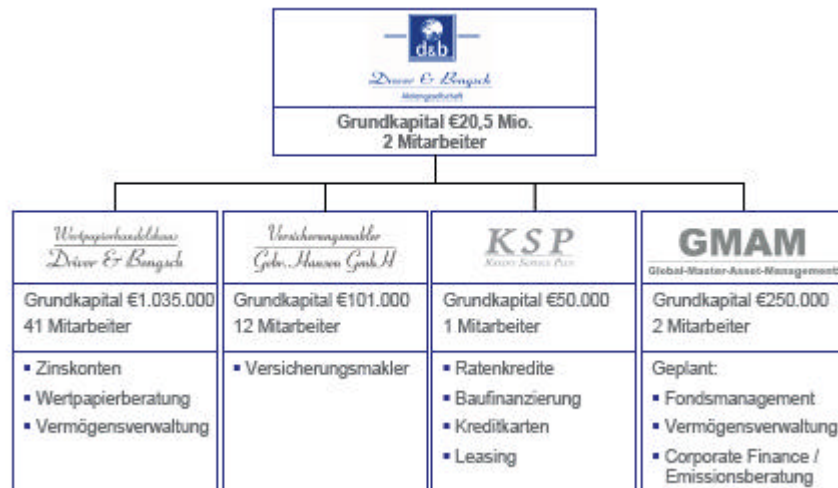 d&b
Driver & Bengsch
Aktiengesellschaft
Grundkapital €20,5 Mio.
2 Mitarbeiter
Wertpapierhandelshaus
Driver & Bengsch
Grundkapital €1.035.000
41 Mitarbeiter
▪ Zinskonten
▪ Wertpapierberatung
▪ Vermögensverwaltung
Versicherungsmakler
Gebr. Hansen GmbH
Grundkapital €101.000
12 Mitarbeiter
▪ Versicherungsmakler
KSP
Grundkapital €50.000
1 Mitarbeiter
▪ Ratenkredite
▪ Baufinanzierung
▪ Kreditkarten
▪ Leasing
GMAM
Global-Master-Asset-Management
Grundkapital €250.000
2 Mitarbeiter
Geplant:
▪ Fondsmanagement
▪ Vermögensverwaltung
▪ Corporate Finance /
Emissionsberatung